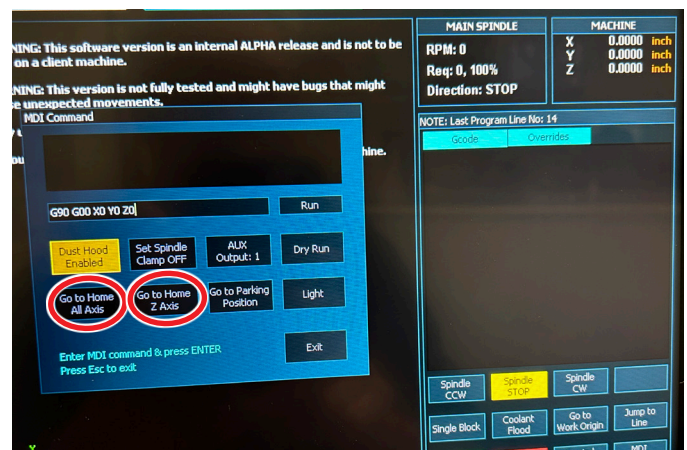 NING: This software version is an internal ALPHA release and is not to be
on a client machine.
NING: This version is not fully tested and might have bugs that might
se unexpected movements.
hine.
MDI Command
G90 G00 X0 Y0 Z0
Run
Dust Hood
Enabled
Set Spindle
Clamp OFF
AUX
Output: 1
Dry Run
Go to Home
All Axis
Go to Home
Z Axis
Go to Parking
Position
Light
Enter MDI command & press ENTER
Press Esc to exit
Exit
MAIN SPINDLE
RPM: 0
Req: 0, 100%
Direction: STOP
MACHINE
X 0.0000 inch
Y 0.0000 inch
Z 0.0000 inch
NOTE: Last Program Line No: 14
Gcode
Overrides
Spindle
CCW
Spindle
STOP
Spindle
CW
Single Block
Coolant
Flood
Go to
Work Origin
Jump to
Line
MDI
Y